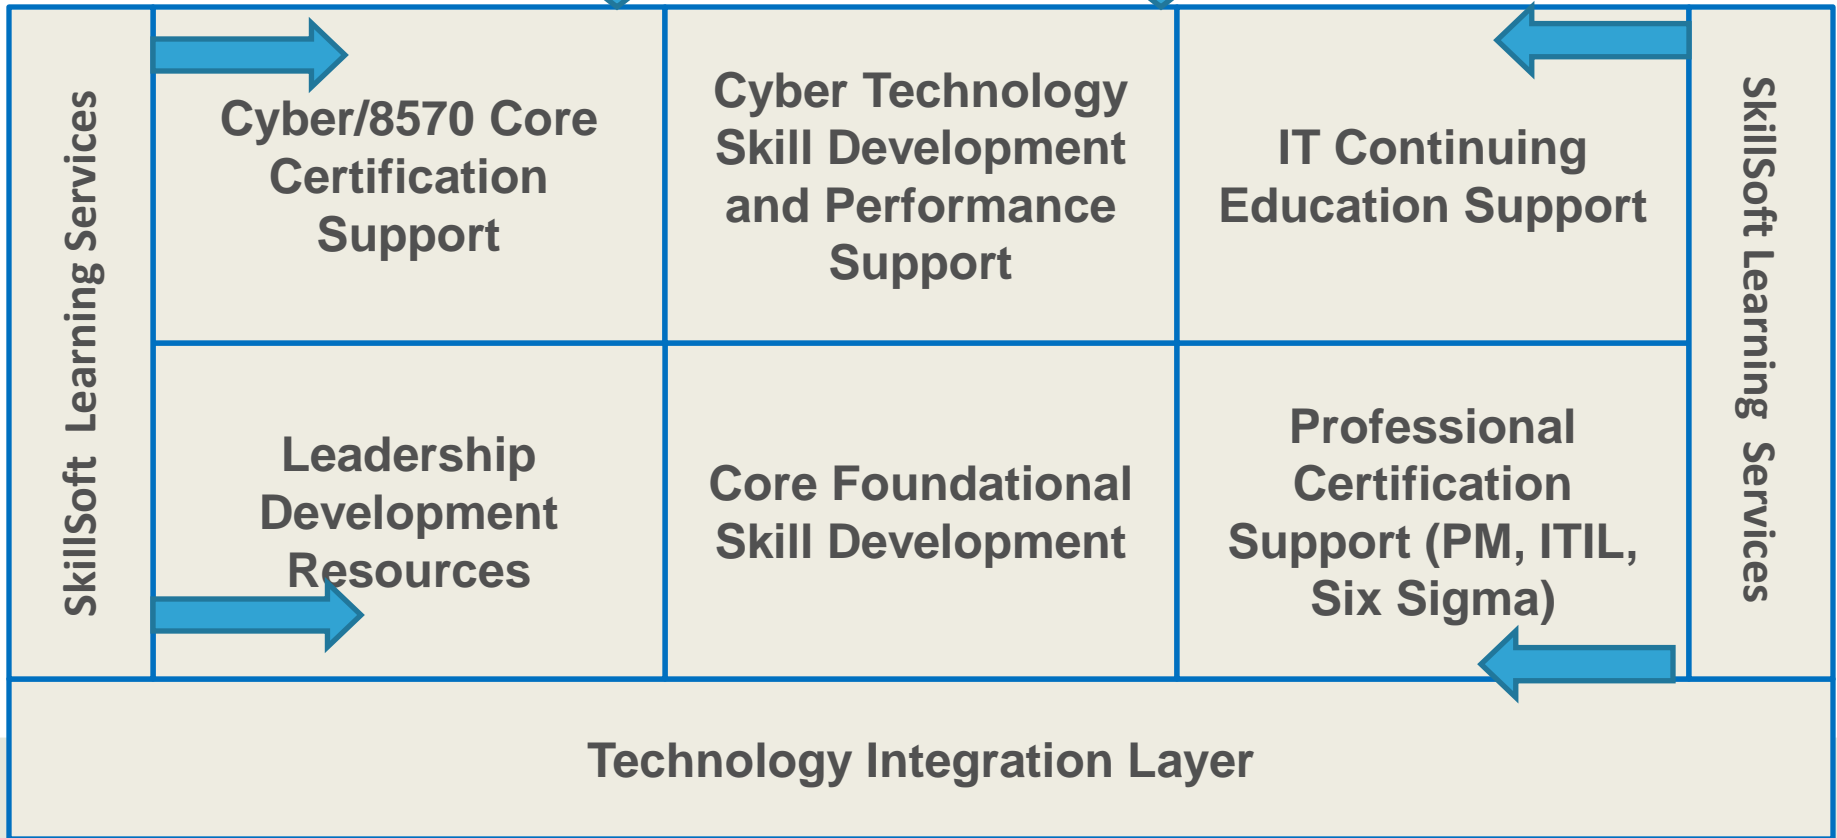 SkillSoft Learning Services
Cyber/8570 Core
Certification
Support
Cyber Technology
Skill Development
and Performance
Support
IT Continuing
Education Support
SkillSoft Learning Services
Leadership
Development
Resources
Core Foundational
Skill Development
Professional
Certification
Support (PM, ITIL,
Six Sigma)
Technology Integration Layer